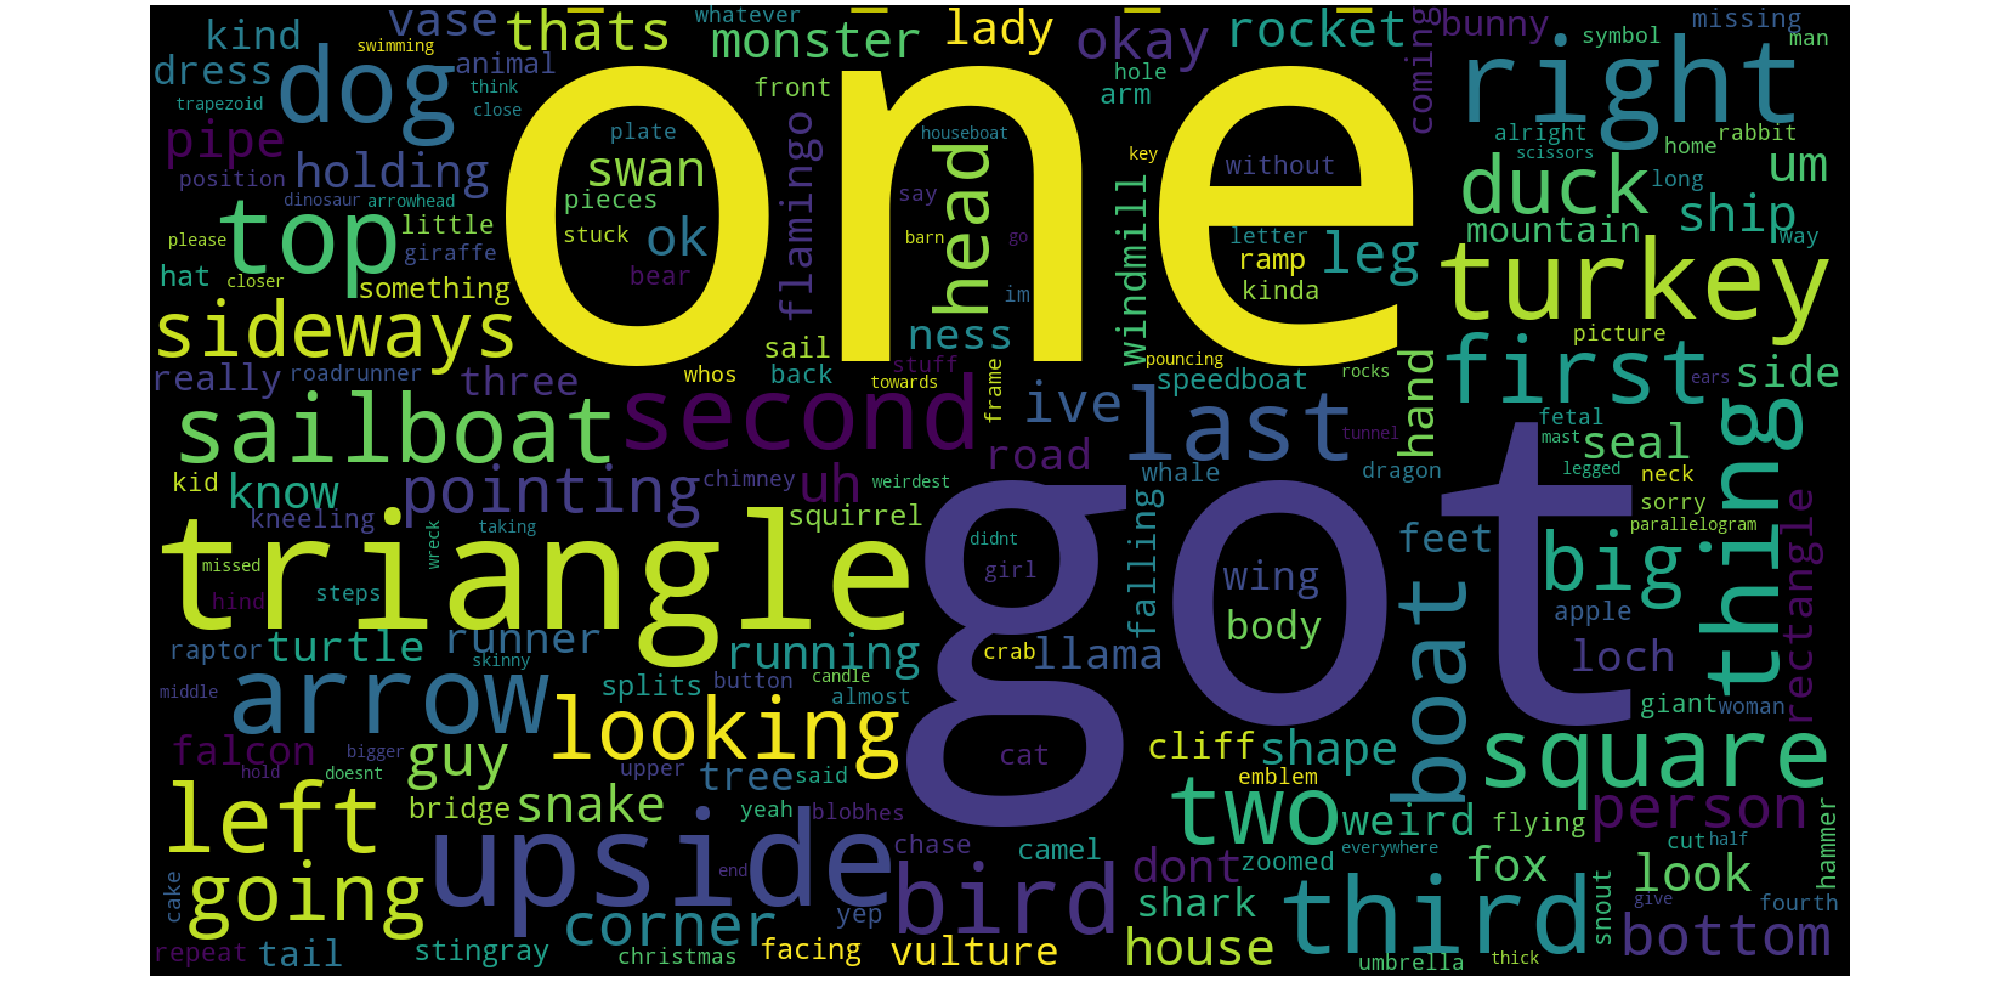 whatever
vase
thats
lady
rocket
bunny
missing
kind
monster
okay
symbol
man
swimming
dress
dog
animal
coming
right
hole
think
front
arm
trapezoid
close
pipe
plate
houseboat
alright
rabbit
flamingo
head
key
scissors
home
holding
swan
without
duck
um
position
windmill
long
dinosaur
arrowhead
pieces
say
top
little
ship
please
stuck
ok
barn
go
letter
leg
mountain
way
giraffe
one
ramp
turkey
hat
closer
something
bear
im
kinda
sideways
ness
picture
sail
pouncing
first
really
roadrunner
three
whos
back
stuff
towards
speedboat
rocks
ears
side
frame
hand
sailboat
second
ive
last
fetal
thing
tunnel
mast
seal
road
kid
know
pointing
chimney
uh
weirdest
whale
dragon
legged
neck
sorry
kneeling
squirrel
wreck
taking
parallelogram
didnt
falling
feet
big
rectangle
missed
triangle
girl
wing
got
hind
steps
apple
body
boat
raptor
turtle
runner
running
crab
llama
loch
skinny
middle
splits
button
candle
almost
arrow
giant
woman
looking
falcon
bigger
guy
cat
cliff
shape
square
hold
doesnt
upper
tree
said
emblem
left
bridge
snake
yeah
blobhes
two
weird
flying
person
hammer
chase
camel
everywhere
cut
half
upside
end
dont
zoomed
fox
look
going
cake
bird
third
snout
give
fourth
yep
shark
corner
bottom
repeat
tail
stingray
christmas
facing
vulture
house
umbrella
thick